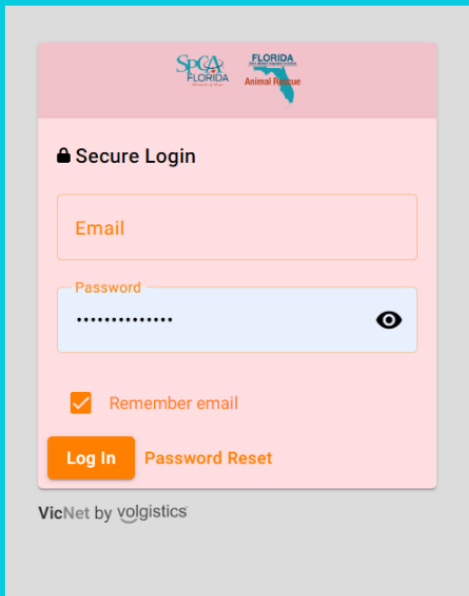 SPCA FLORIDA
FLORIDA
Animal Rescue
Secure Login
Email
Password
••••••••••••••
Remember email
Log In Password Reset
VicNet by volgistics